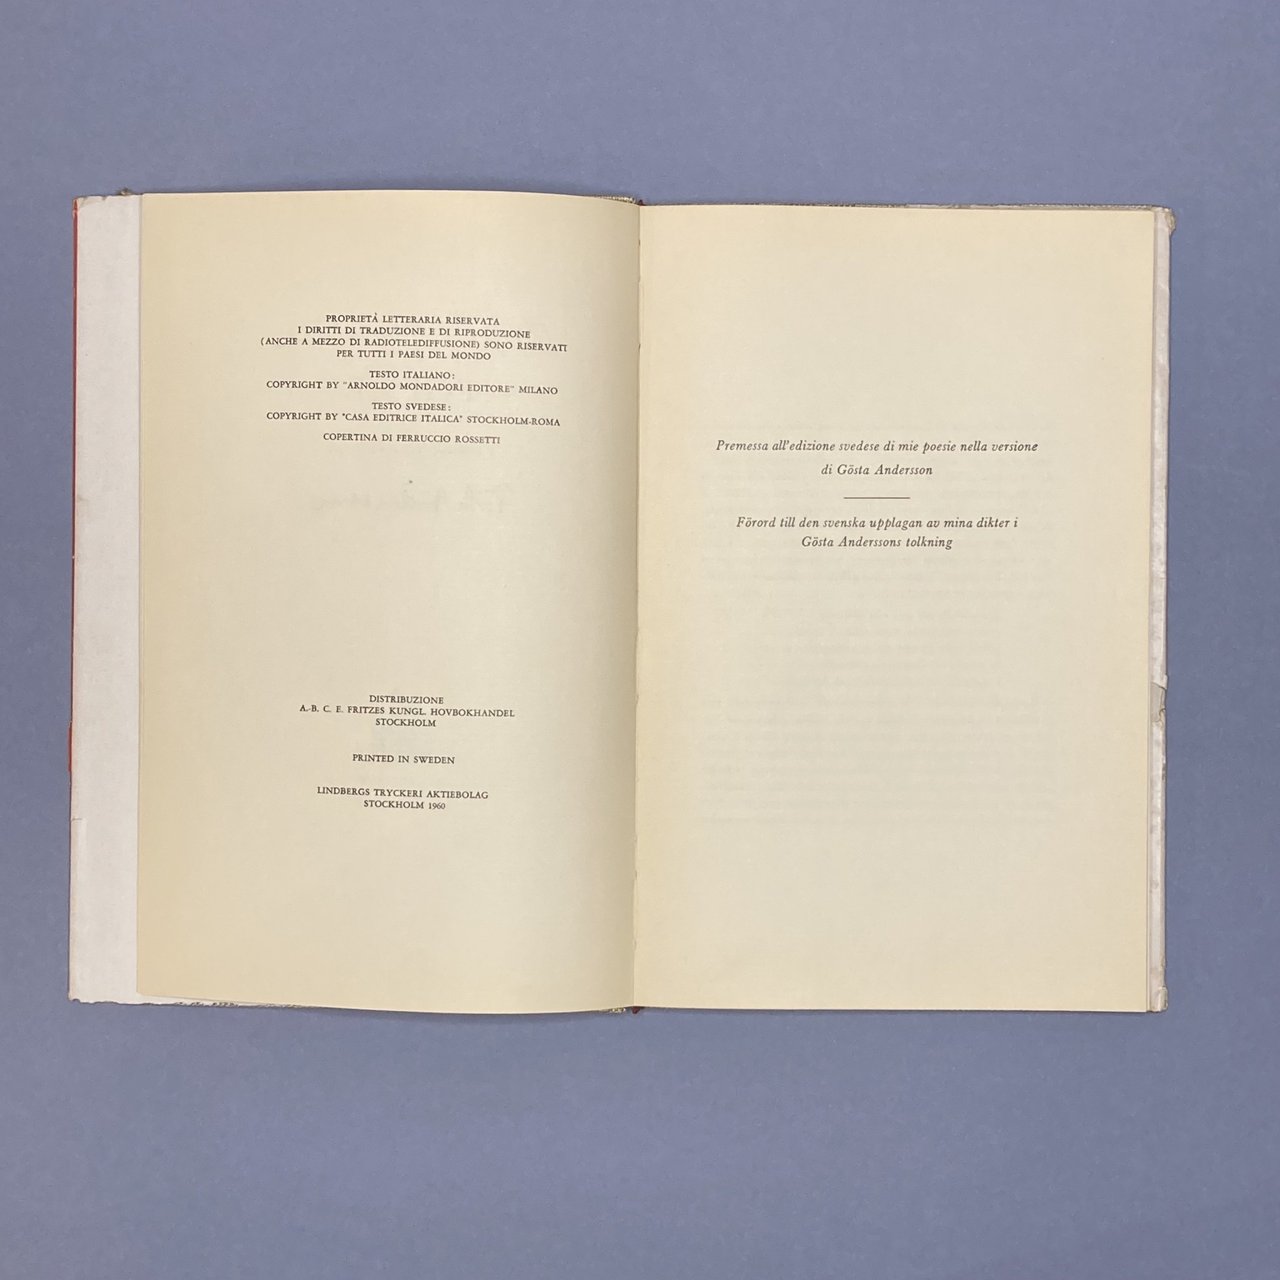 PROPRIETÀ LETTERARIA RISERVATA
I DIRITTI DI TRADUZIONE E DI RIPRODUZIONE
(ANCHE A MEZZO DI RADIOTELEDIFFUSIONE) SONO RISERVATI
PER TUTTI I PAESI DEL MONDO
TESTO ITALIANO:
COPYRIGHT BY "ARNOLDO MONDADORI EDITORE" MILANO
TESTO SVEDESE:
COPYRIGHT BY "CASA EDITRICE ITALICA" STOCKHOLM-ROMA
COPERTINA DI FERRUCCIO ROSSETTI
DISTRIBUZIONE
A.-B. C. E. FRITZES KUNGL. HOVBOKHANDEL
STOCKHOLM
PRINTED IN SWEDEN
LINDBERGS TRYCKERI AKTIEBOLAG
STOCKHOLM 1960
Premessa all'edizione svedese di mie poesie nella versione
di Gösta Andersson
Förord till den svenska upplagan av mina dikter i
Gösta Anderssons tolkning